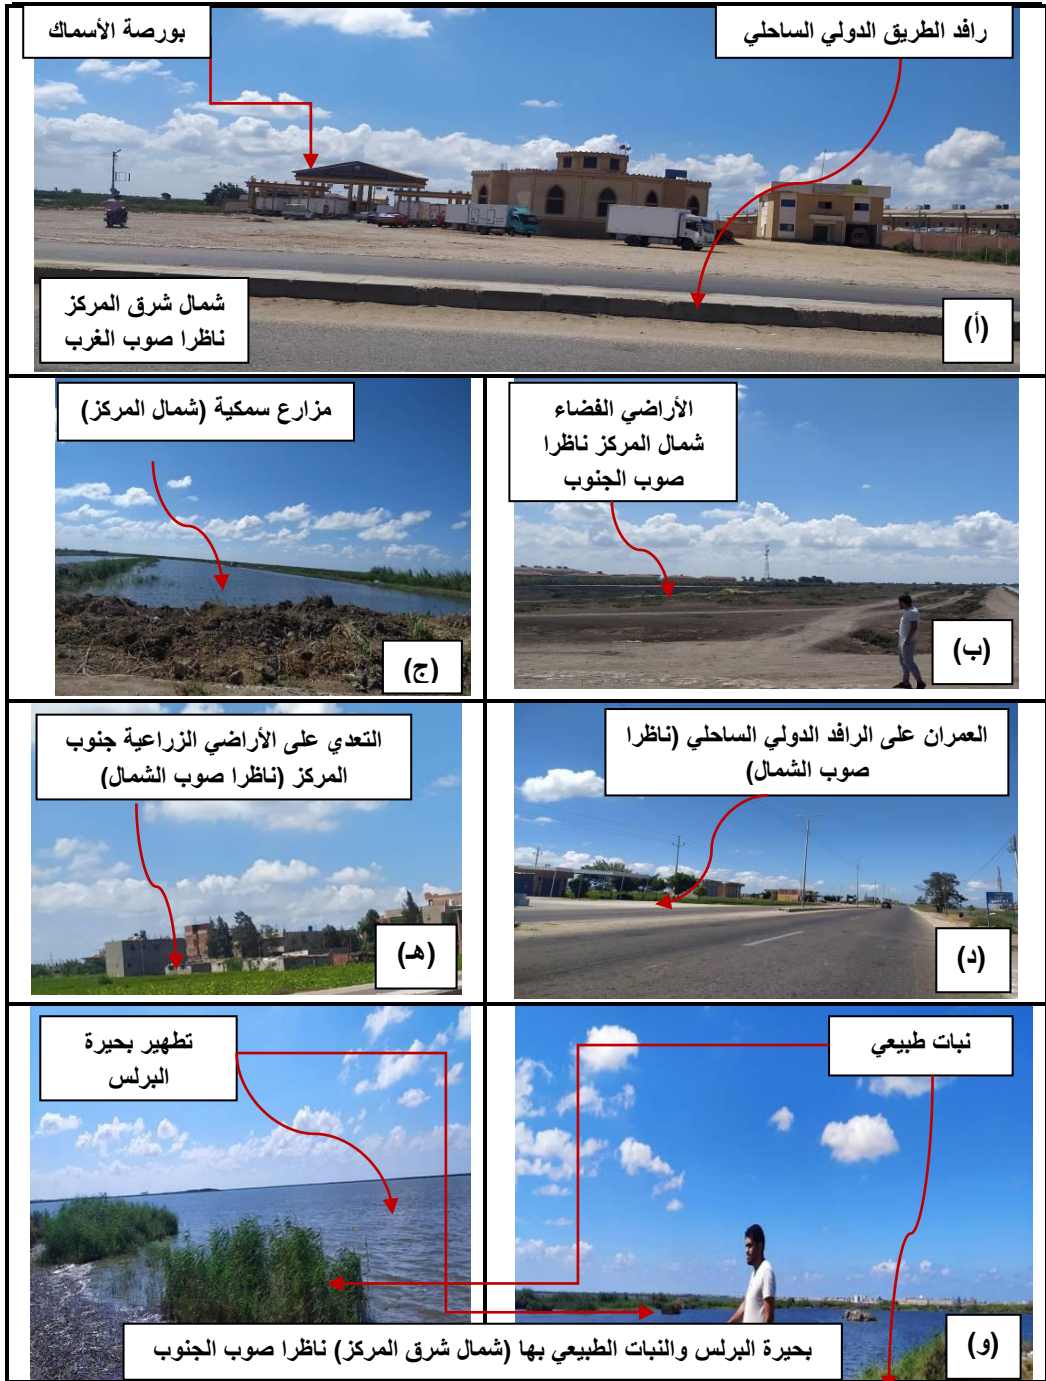 رافد الطريق الدولي الساحلي
بورصة الأسماك
شمال شرق المركز
ناظرا صوب الغرب
(أ)
الأراضي الفضاء
شمال المركز ناظرا
صوب الجنوب
(ب)
مزارع سمكية (شمال المركز)
(ج)
العمران على الرافد الدولي الساحلي (ناظرا
صوب الشمال)
(د)
التعدي على الأراضي الزراعية جنوب
المركز (ناظرا صوب الشمال)
(هـ)
نبات طبيعي
تطهير بحيرة
البرلس
(و)
بحيرة البرلس والنبات الطبيعي بها (شمال شرق المركز) ناظرا صوب الجنوب